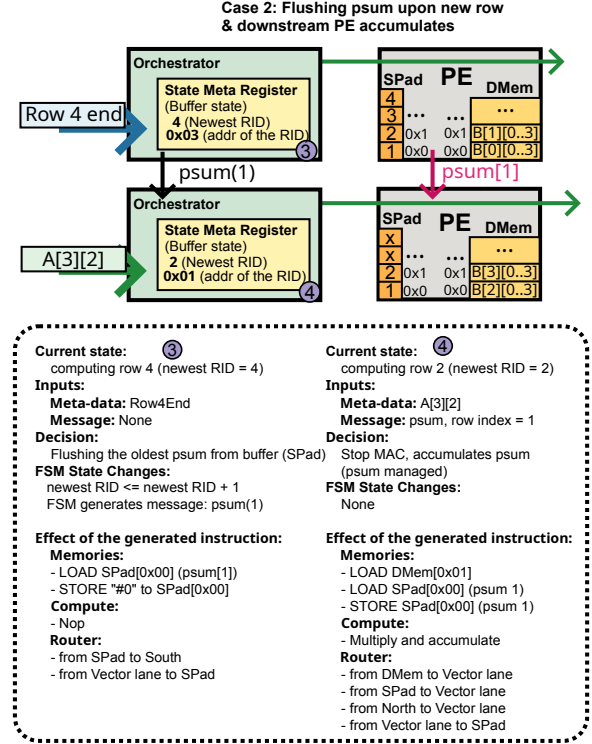 Case 2: Flushing psum upon new row
& downstream PE accumulates
Orchestrator
State Meta Register
(Buffer state)
4 (Newest RID)
0x03 (addr of the RID)
3
Row 4 end
SPad
PE
DMem
4
3 ... ... ...
2 0x1 0x1 B[1][0..3]
1 0x0 0x0 B[0][0..3]
psum(1)
psum[1]
Orchestrator
State Meta Register
(Buffer state)
2 (Newest RID)
0x01 (addr of the RID)
4
A[3][2]
SPad
PE
DMem
x
x ... ... ...
2 0x1 0x1 B[3][0..3]
1 0x0 0x0 B[2][0..3]
Current state: 3
computing row 4 (newest RID = 4)
Inputs:
Meta-data: Row4End
Message: None
Decision:
Flushing the oldest psum from buffer (SPad)
FSM State Changes:
newest RID <= newest RID + 1
FSM generates message: psum(1)
Effect of the generated instruction:
Memories:
- LOAD SPad[0x00] (psum[1])
- STORE "#0" to SPad[0x00]
Compute:
- Nop
Router:
- from SPad to South
- from Vector lane to SPad
Current state: 4
computing row 2 (newest RID = 2)
Inputs:
Meta-data: A[3][2]
Message: psum, row index = 1
Decision:
Stop MAC, accumulates psum
(psum managed)
FSM State Changes:
None
Effect of the generated instruction:
Memories:
- LOAD DMem[0x01]
- LOAD SPad[0x00] (psum 1)
- STORE SPad[0x00] (psum 1)
Compute:
- Multiply and accumulate
Router:
- from DMem to Vector lane
- from SPad to Vector lane
- from North to Vector lane
- from Vector lane to SPad